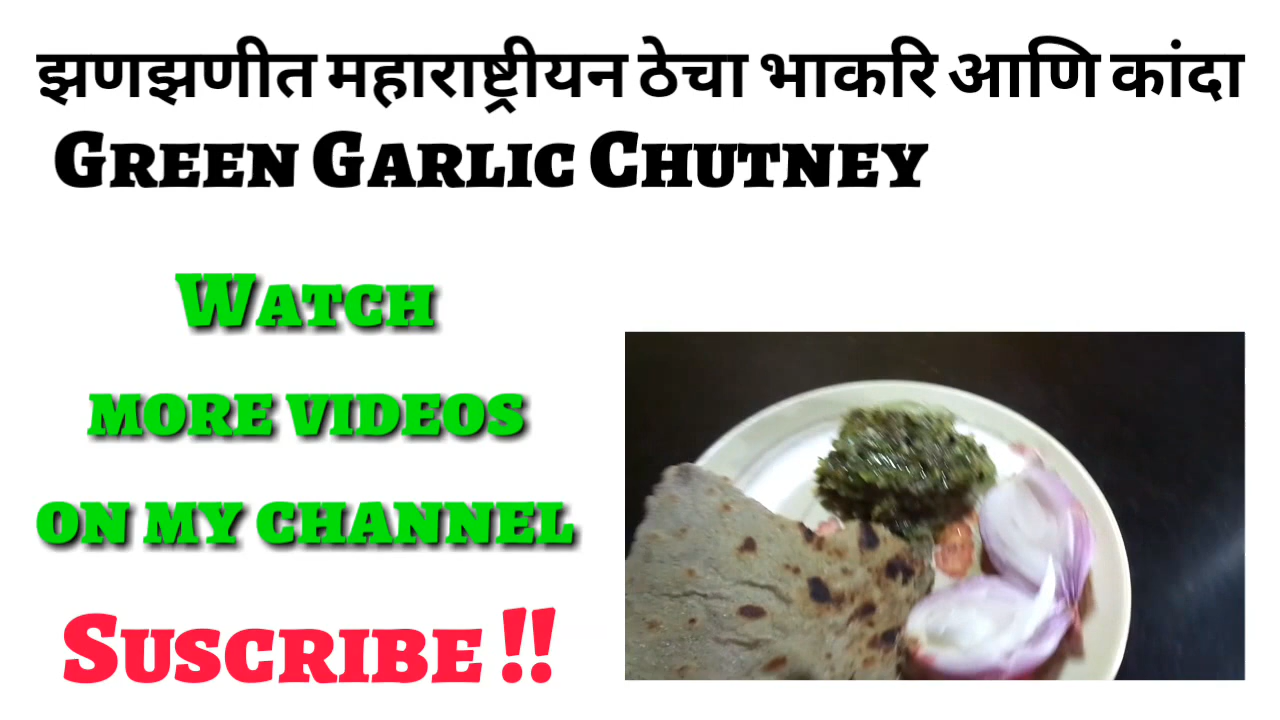 झणझणीत महाराष्ट्रीयन ठेचा भाकरि आणि कांदा
Green Garlic Chutney
Watch
more videos
on my channel
Suscribe !!